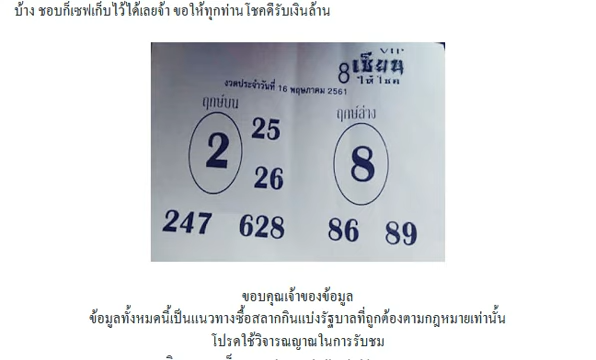 บ้าง ชอบก็เซฟเก็บไว้ได้เลยจ้า ขอให้ทุกท่านโชคดีรับเงินล้าน
VIP
8เซียน
ให้โชค
งวดประจำวันที่ 16 พฤษภาคม 2561
ฤกษ์บน
ฤกษ์ล่าง
2 25
8
26
247 628 86 89
ขอบคุณเจ้าของข้อมูล
ข้อมูลทั้งหมดนี้เป็นแนวทางซื้อสลากกินแบ่งรัฐบาลที่ถูกต้องตามกฎหมายเท่านั้น
โปรดใช้วิจารณญาณในการรับชม